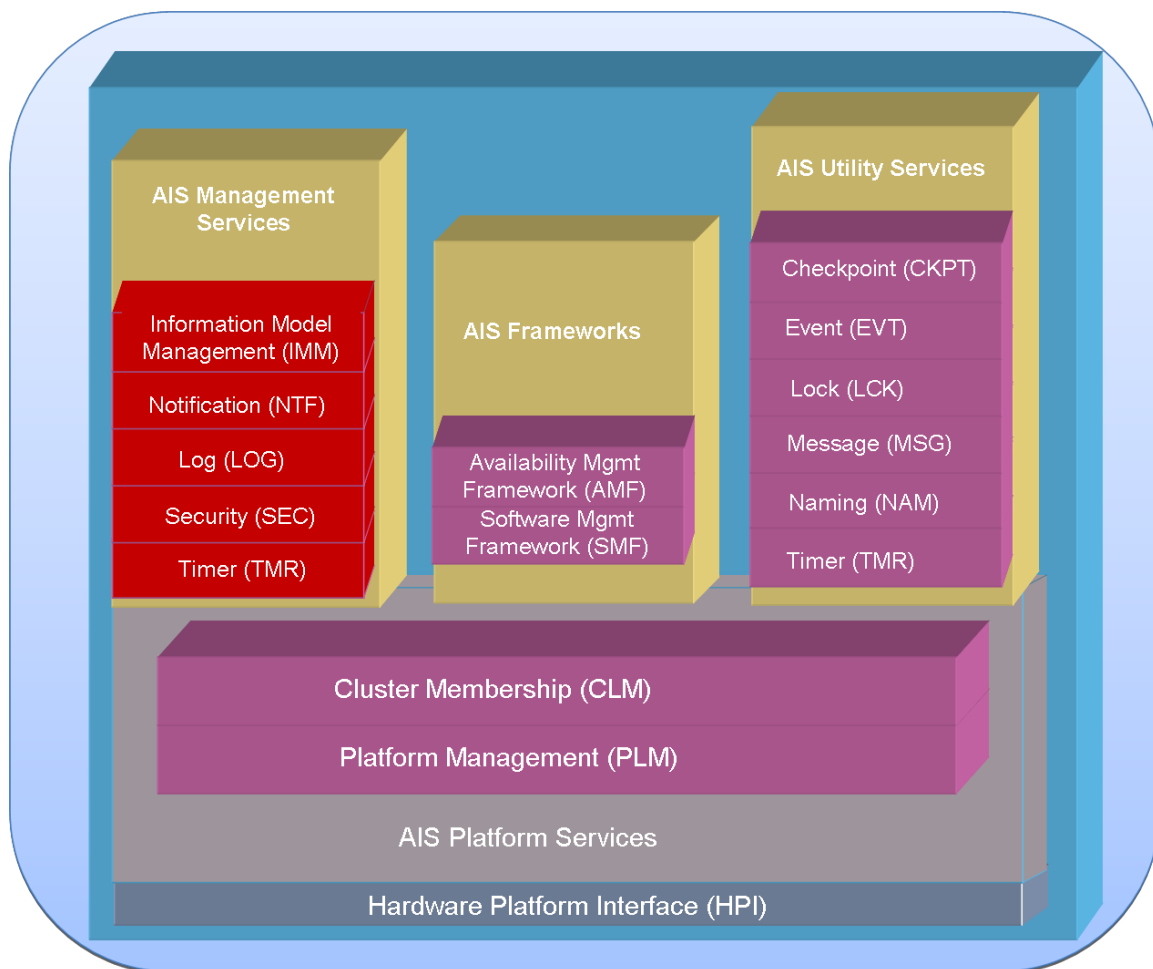 AIS Management
Services
Information Model
Management (IMM)
Notification (NTF)
Log (LOG)
Security (SEC)
Timer (TMR)
AIS Frameworks
Availability Mgmt
Framework (AMF)
Software Mgmt
Framework (SMF)
AIS Utility Services
Checkpoint (CKPT)
Event (EVT)
Lock (LCK)
Message (MSG)
Naming (NAM)
Timer (TMR)
Cluster Membership (CLM)
Platform Management (PLM)
AIS Platform Services
Hardware Platform Interface (HPI)